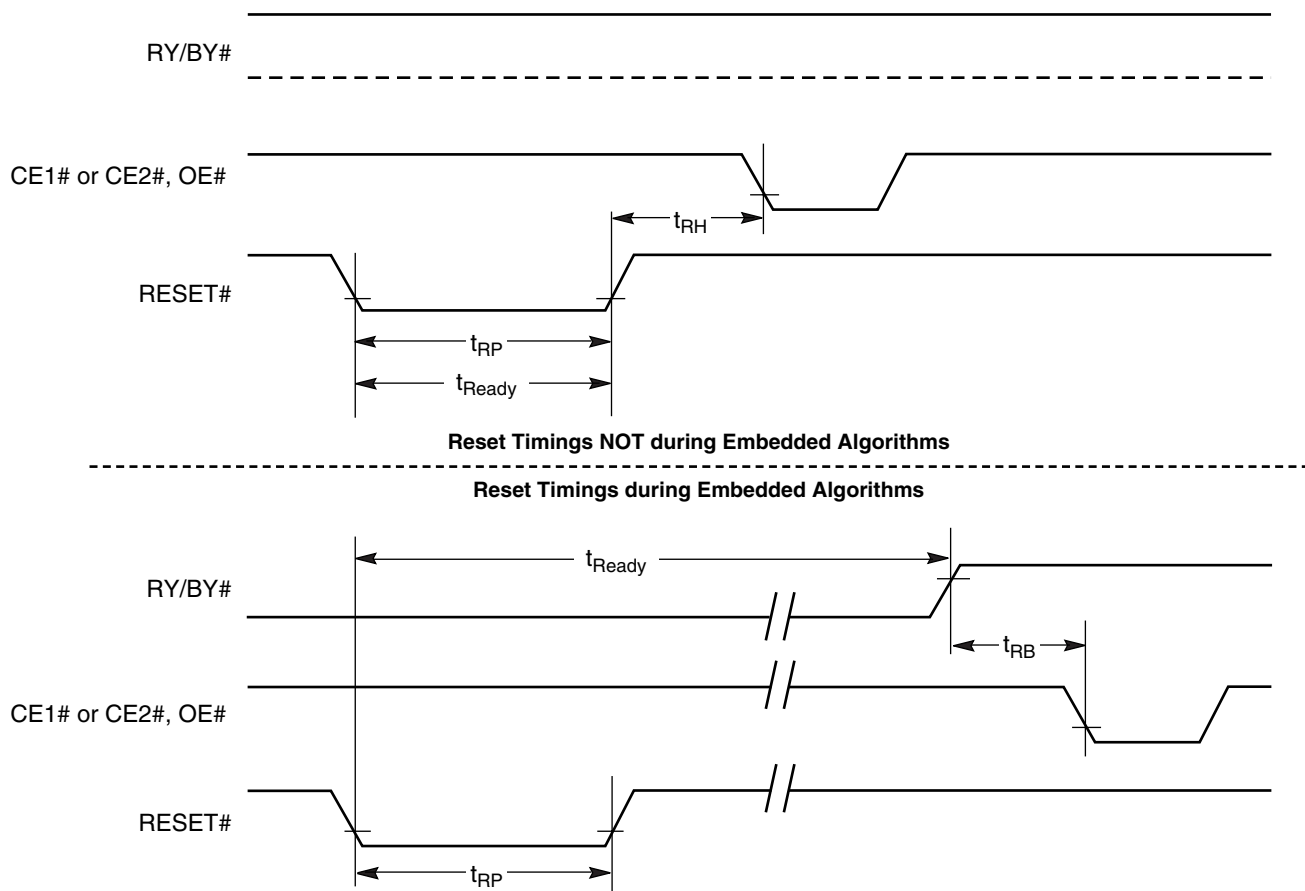 RY/BY#
CE1# or CE2#, OE#
tRH
RESET#
tRP
tReady
Reset Timings NOT during Embedded Algorithms
Reset Timings during Embedded Algorithms
tReady
RY/BY#
tRB
CE1# or CE2#, OE#
RESET#
tRP